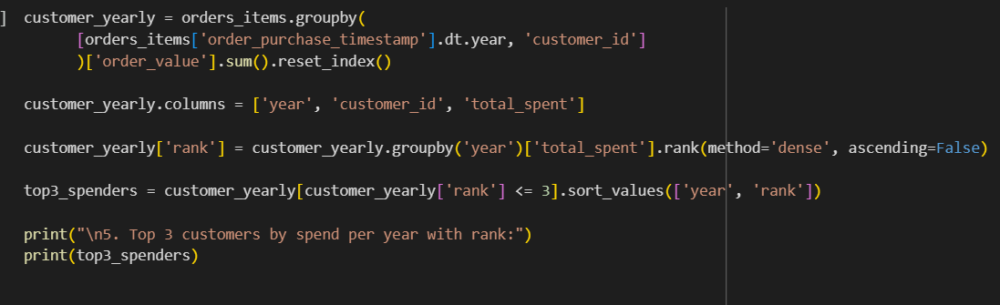 ] customer_yearly = orders_items.groupby(
        [orders_items['order_purchase_timestamp'].dt.year, 'customer_id']
        )['order_value'].sum().reset_index()
customer_yearly.columns = ['year', 'customer_id', 'total_spent']
customer_yearly['rank'] = customer_yearly.groupby('year')['total_spent'].rank(method='dense', ascending=False)
top3_spenders = customer_yearly[customer_yearly['rank'] <= 3].sort_values(['year', 'rank'])
print("\n5. Top 3 customers by spend per year with rank:")
print(top3_spenders)